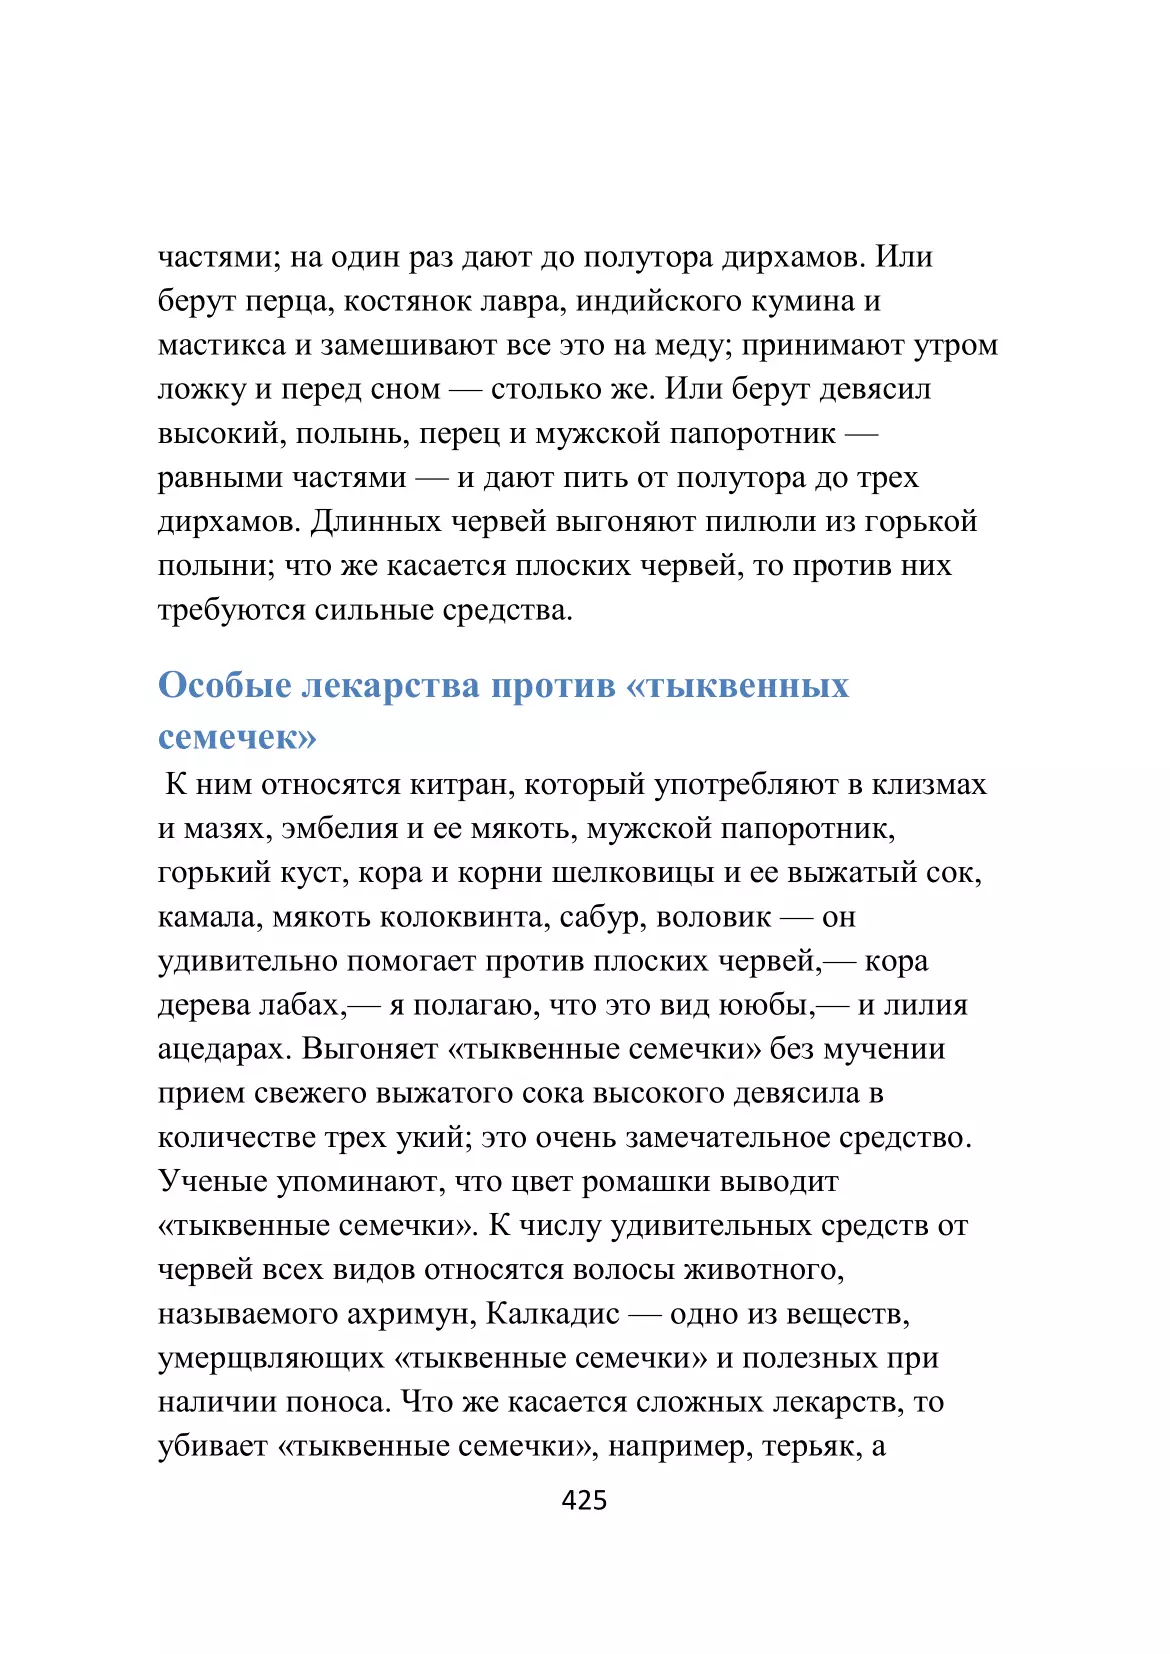 частями; на один раз дают до полутора дирхамов. Или
берут перца, костянок лавра, индийского кумина и
мастикса и замешивают все это на меду; принимают утром
ложку и перед сном — столько же. Или берут девясил
высокий, полынь, перец и мужской папоротник —
равными частями — и дают пить от полутора до трех
дирхамов. Длинных червей выгоняют пилюли из горькой
полыни; что же касается плоских червей, то против них
требуются сильные средства.
Особые лекарства против «тыквенных
семечек»
К ним относятся китран, который употребляют в клизмах
и мазях, эмбелия и ее мякоть, мужской папоротник,
горький куст, кора и корни шелковицы и ее выжатый сок,
камала, мякоть колоквинта, сабур, воловик — он
удивительно помогает против плоских червей,— кора
дерева лабах,— я полагаю, что это вид ююбы,— и лилия
ацедарах. Выгоняет «тыквенные семечки» без мучении
прием свежего выжатого сока высокого девясила в
количестве трех укий; это очень замечательное средство.
Ученые упоминают, что цвет ромашки выводит
«тыквенные семечки». К числу удивительных средств от
червей всех видов относятся волосы животного,
называемого ахримун, Калкадис — одно из веществ,
умерщвляющих «тыквенные семечки» и полезных при
наличии поноса. Что же касается сложных лекарств, то
убивает «тыквенные семечки», например, терьяк, а
425